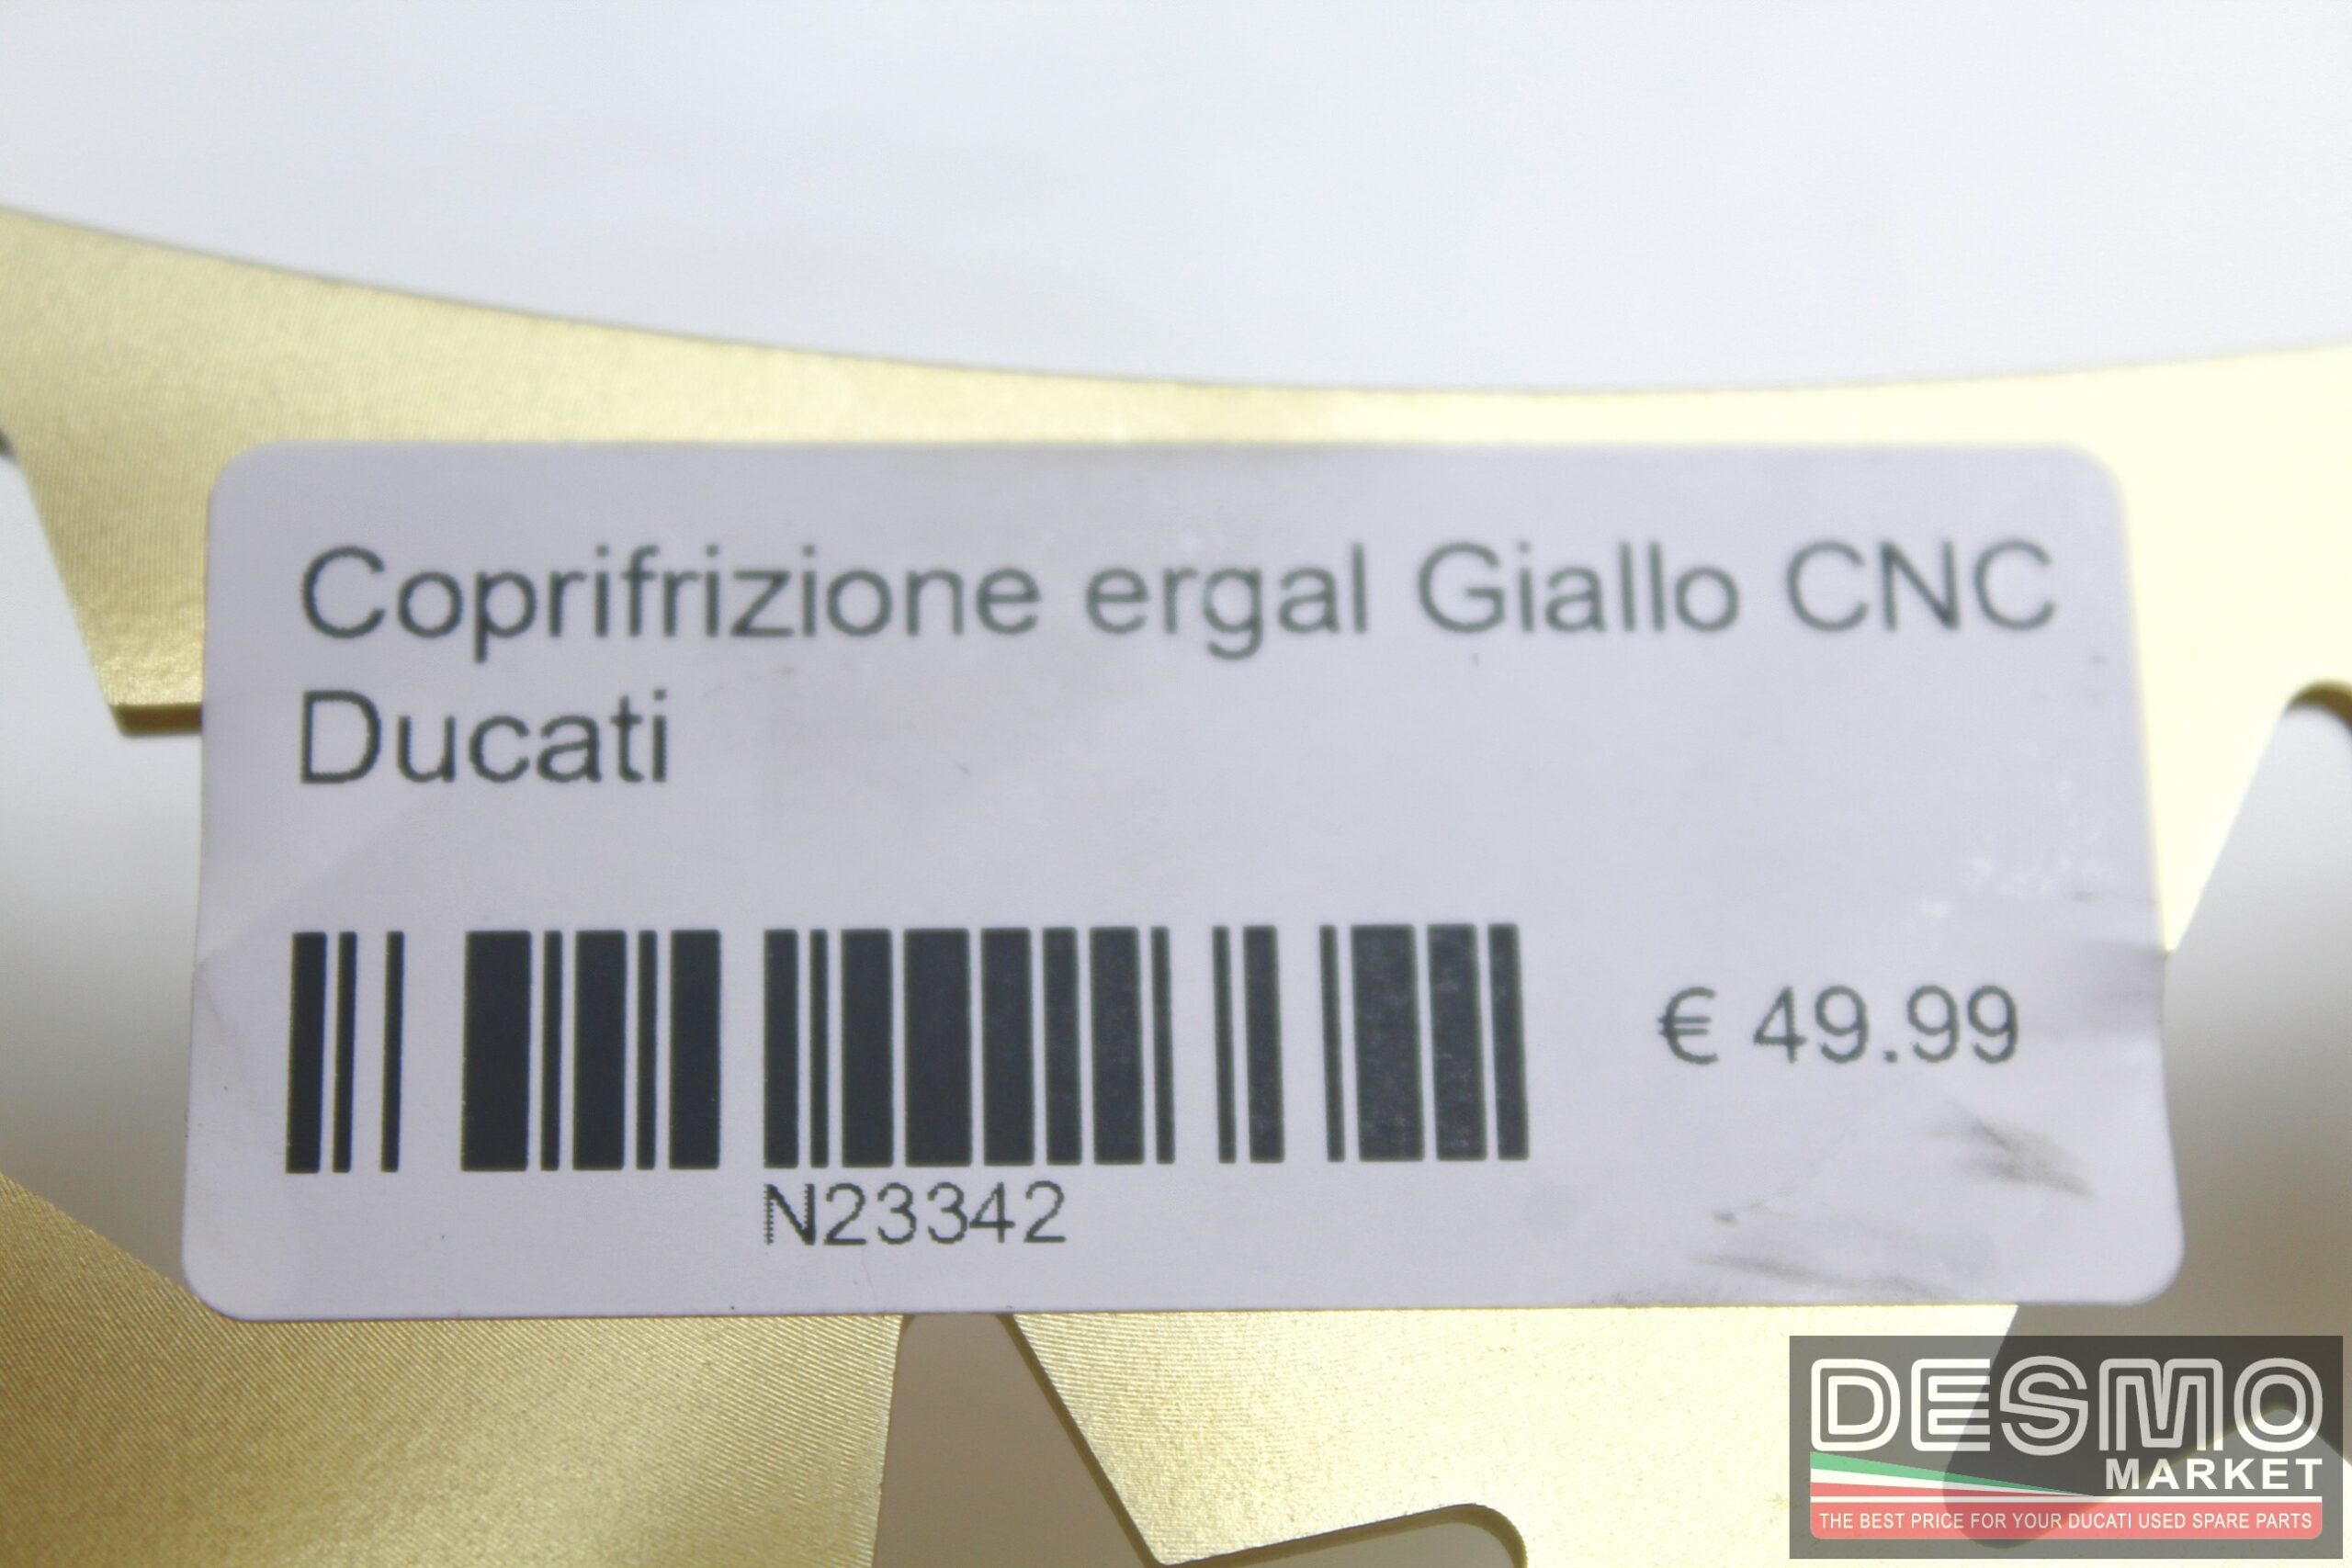 Coprifrizione ergal Giallo CNC
Ducati
€ 49.99
N23342
DESMO
MARKET
THE BEST PRICE FOR YOUR DUCATI USED SPARE PARTS